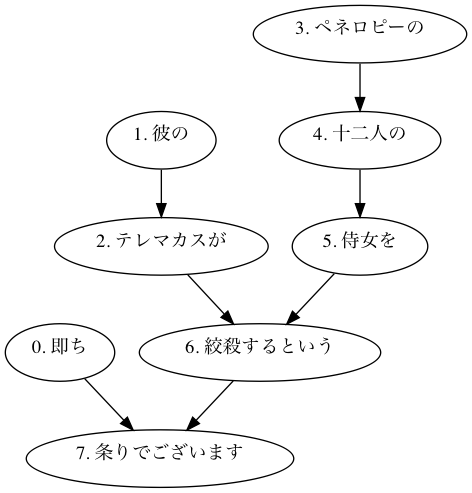 3. ペネロピーの
1. 彼の
4. 十二人の
2. テレマカスが
5. 侍女を
0. 即ち
6. 絞殺するという
7. 条りでございます